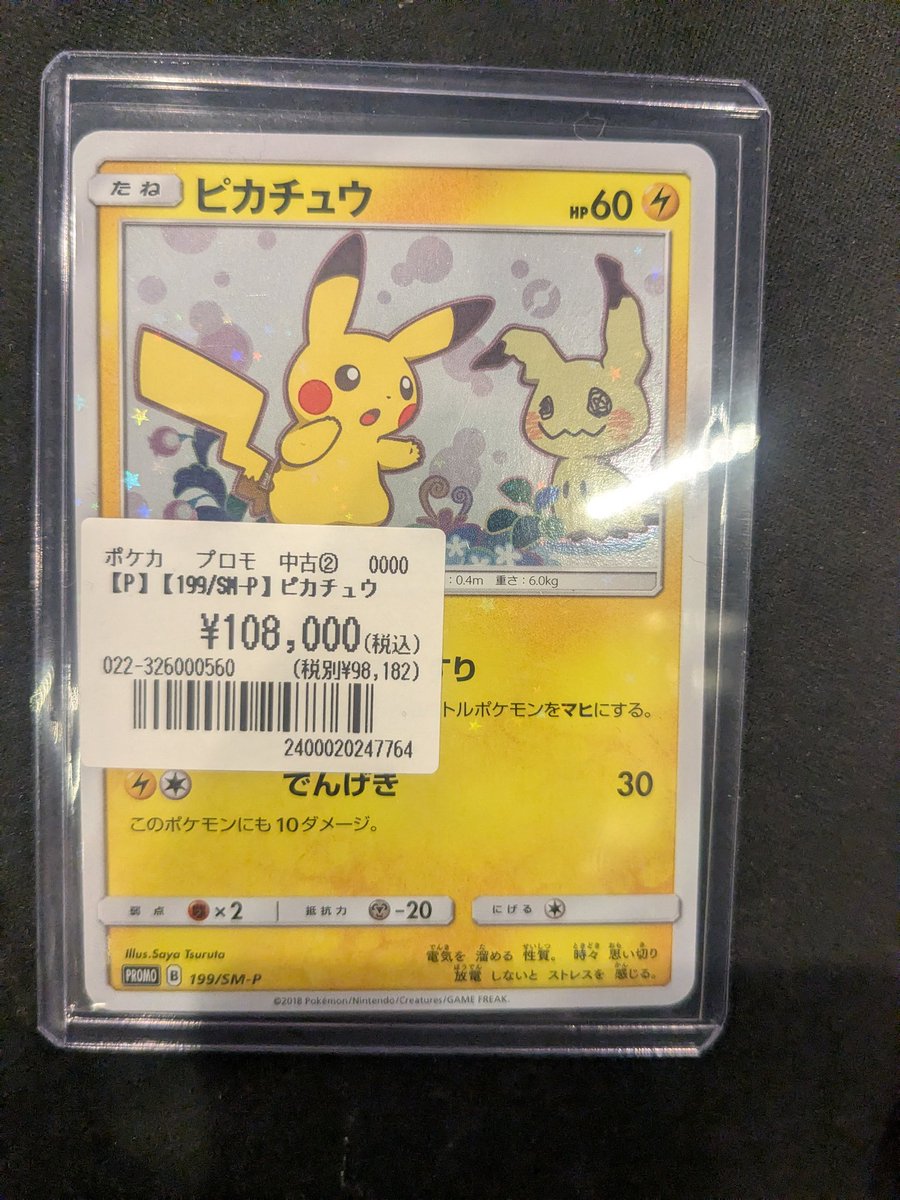 たね ピカチュウ HP60
ポケカ プロモ 中古② 0000
【P】【199/SM-P】ピカチュウ
¥108,000(税込)
022-326000560 (税別¥98,182)
2400020247764
: 0.4m 重さ : 6.0kg
すり
トルポケモンをマヒにする。
でんげき 30
このポケモンにも10ダメージ。
弱点 ×2 抵抗力 -20 にげる
Illus.Saya Tsuruta
電気を 溜める 性質。 時々 思い切り
放電 しないと ストレスを 感じる。
PROMO B 199/SM-P
©2018 Pokémon/Nintendo/Creatures/GAME FREAK.